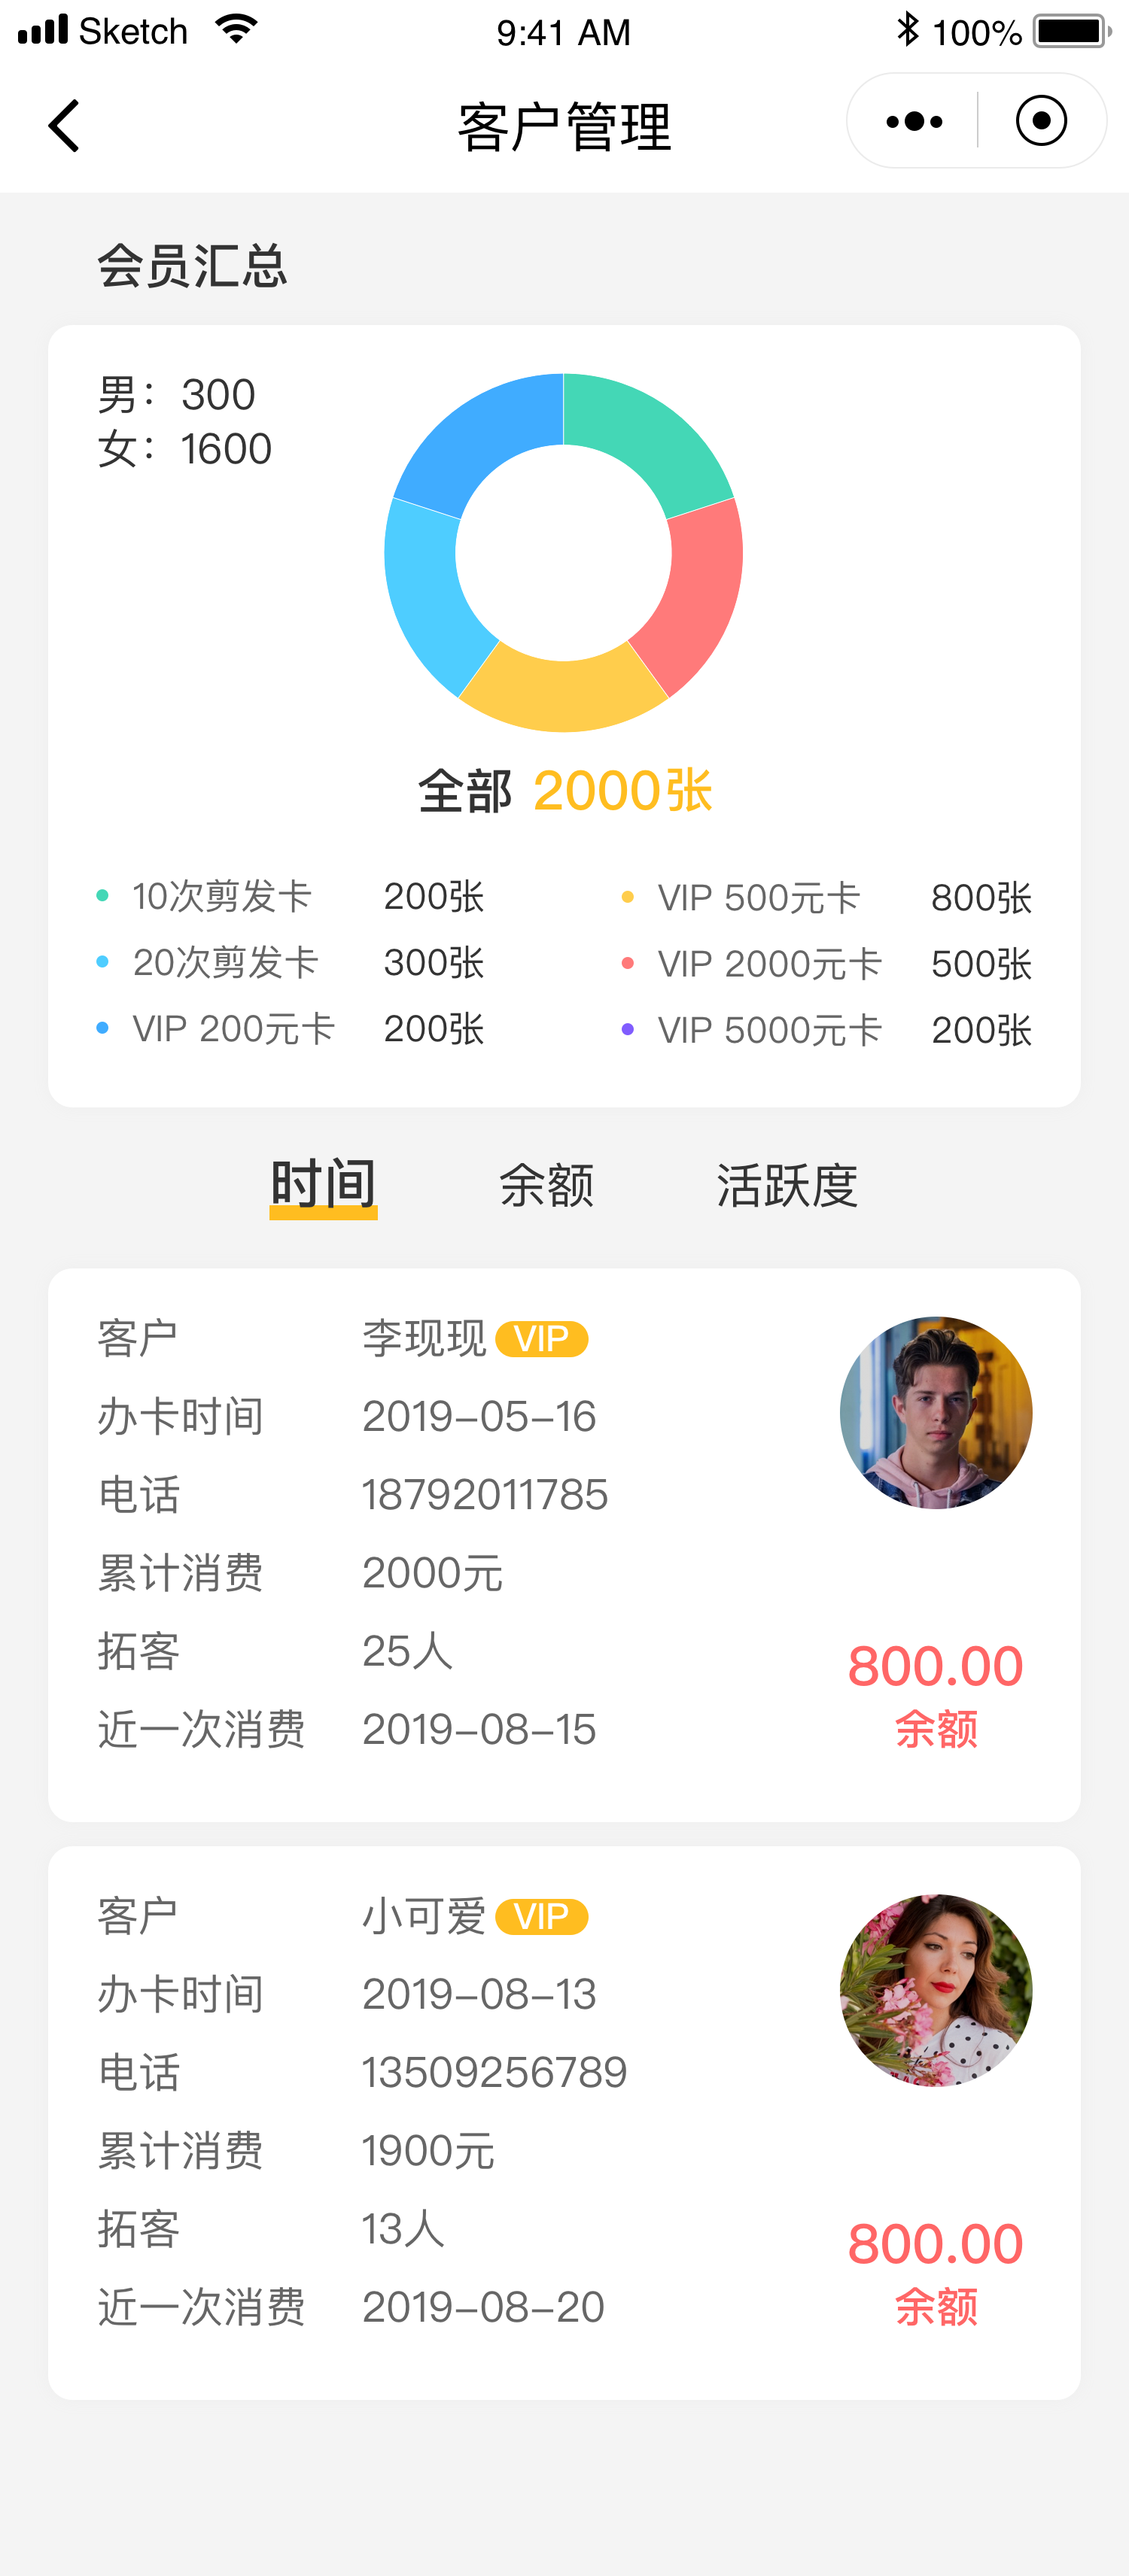 Sketch 9:41 AM 100%
客户管理
会员汇总
男：300
女：1600
全部 2000张
10次剪发卡 200张 VIP 500元卡 800张
20次剪发卡 300张 VIP 2000元卡 500张
VIP 200元卡 200张 VIP 5000元卡 200张
时间 余额 活跃度
客户 李现现 VIP
办卡时间 2019-05-16
电话 18792011785
累计消费 2000元
拓客 25人
800.00
近一次消费 2019-08-15 余额
客户 小可爱 VIP
办卡时间 2019-08-13
电话 13509256789
累计消费 1900元
拓客 13人
800.00
近一次消费 2019-08-20 余额